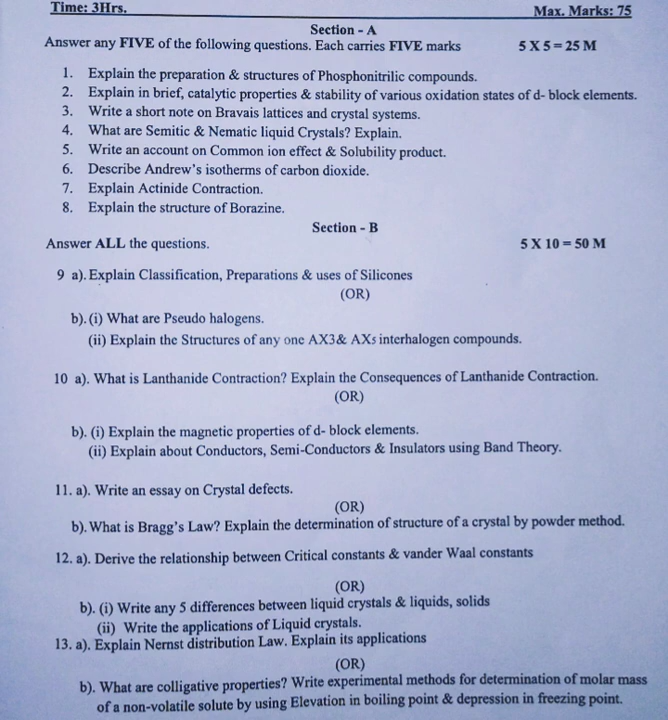 Time: 3Hrs. Max. Marks: 75
Section - A
Answer any FIVE of the following questions. Each carries FIVE marks 5 X 5 = 25 M
1. Explain the preparation & structures of Phosphonitrilic compounds.
2. Explain in brief, catalytic properties & stability of various oxidation states of d- block elements.
3. Write a short note on Bravais lattices and crystal systems.
4. What are Semitic & Nematic liquid Crystals? Explain.
5. Write an account on Common ion effect & Solubility product.
6. Describe Andrew's isotherms of carbon dioxide.
7. Explain Actinide Contraction.
8. Explain the structure of Borazine.
Section - B
Answer ALL the questions. 5 X 10 = 50 M
9 a). Explain Classification, Preparations & uses of Silicones
(OR)
b). (i) What are Pseudo halogens.
(ii) Explain the Structures of any one AX3& AX5 interhalogen compounds.
10 a). What is Lanthanide Contraction? Explain the Consequences of Lanthanide Contraction.
(OR)
b). (i) Explain the magnetic properties of d- block elements.
(ii) Explain about Conductors, Semi-Conductors & Insulators using Band Theory.
11. a). Write an essay on Crystal defects.
(OR)
b). What is Bragg's Law? Explain the determination of structure of a crystal by powder method.
12. a). Derive the relationship between Critical constants & vander Waal constants
(OR)
b). (i) Write any 5 differences between liquid crystals & liquids, solids
(ii) Write the applications of Liquid crystals.
13. a). Explain Nernst distribution Law. Explain its applications
(OR)
b). What are colligative properties? Write experimental methods for determination of molar mass
of a non-volatile solute by using Elevation in boiling point & depression in freezing point.